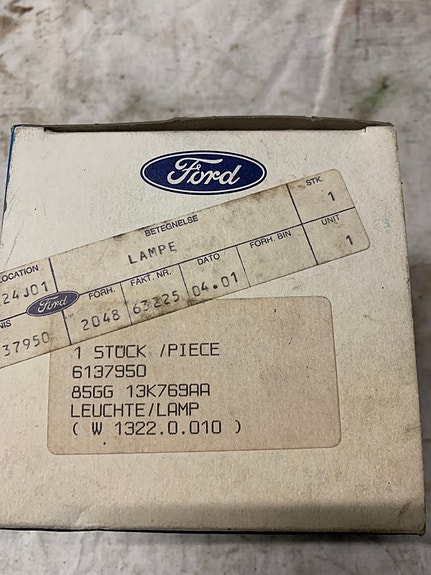 Ford
BETEGNELSE STK.
LAMPE 1
LOCATION FORH. FAKT. NR. DATO FORH. BIN UNIT
24J01 2048 63225 04.01 1
Ford
37950
1 STÜCK /PIECE
6137950
85GG 13K769AA
LEUCHTE/LAMP
( W 1322.0.010 )